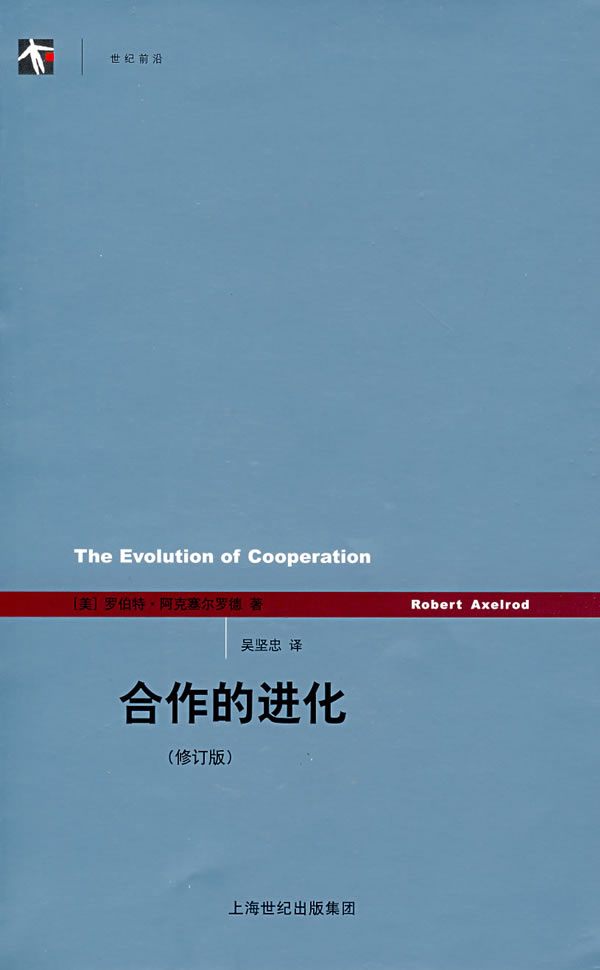 世纪前沿
The Evolution of Cooperation
[美] 罗伯特·阿克塞尔罗德 著
Robert Axelrod
吴坚忠 译
合作的进化
(修订版)
上海世纪出版集团